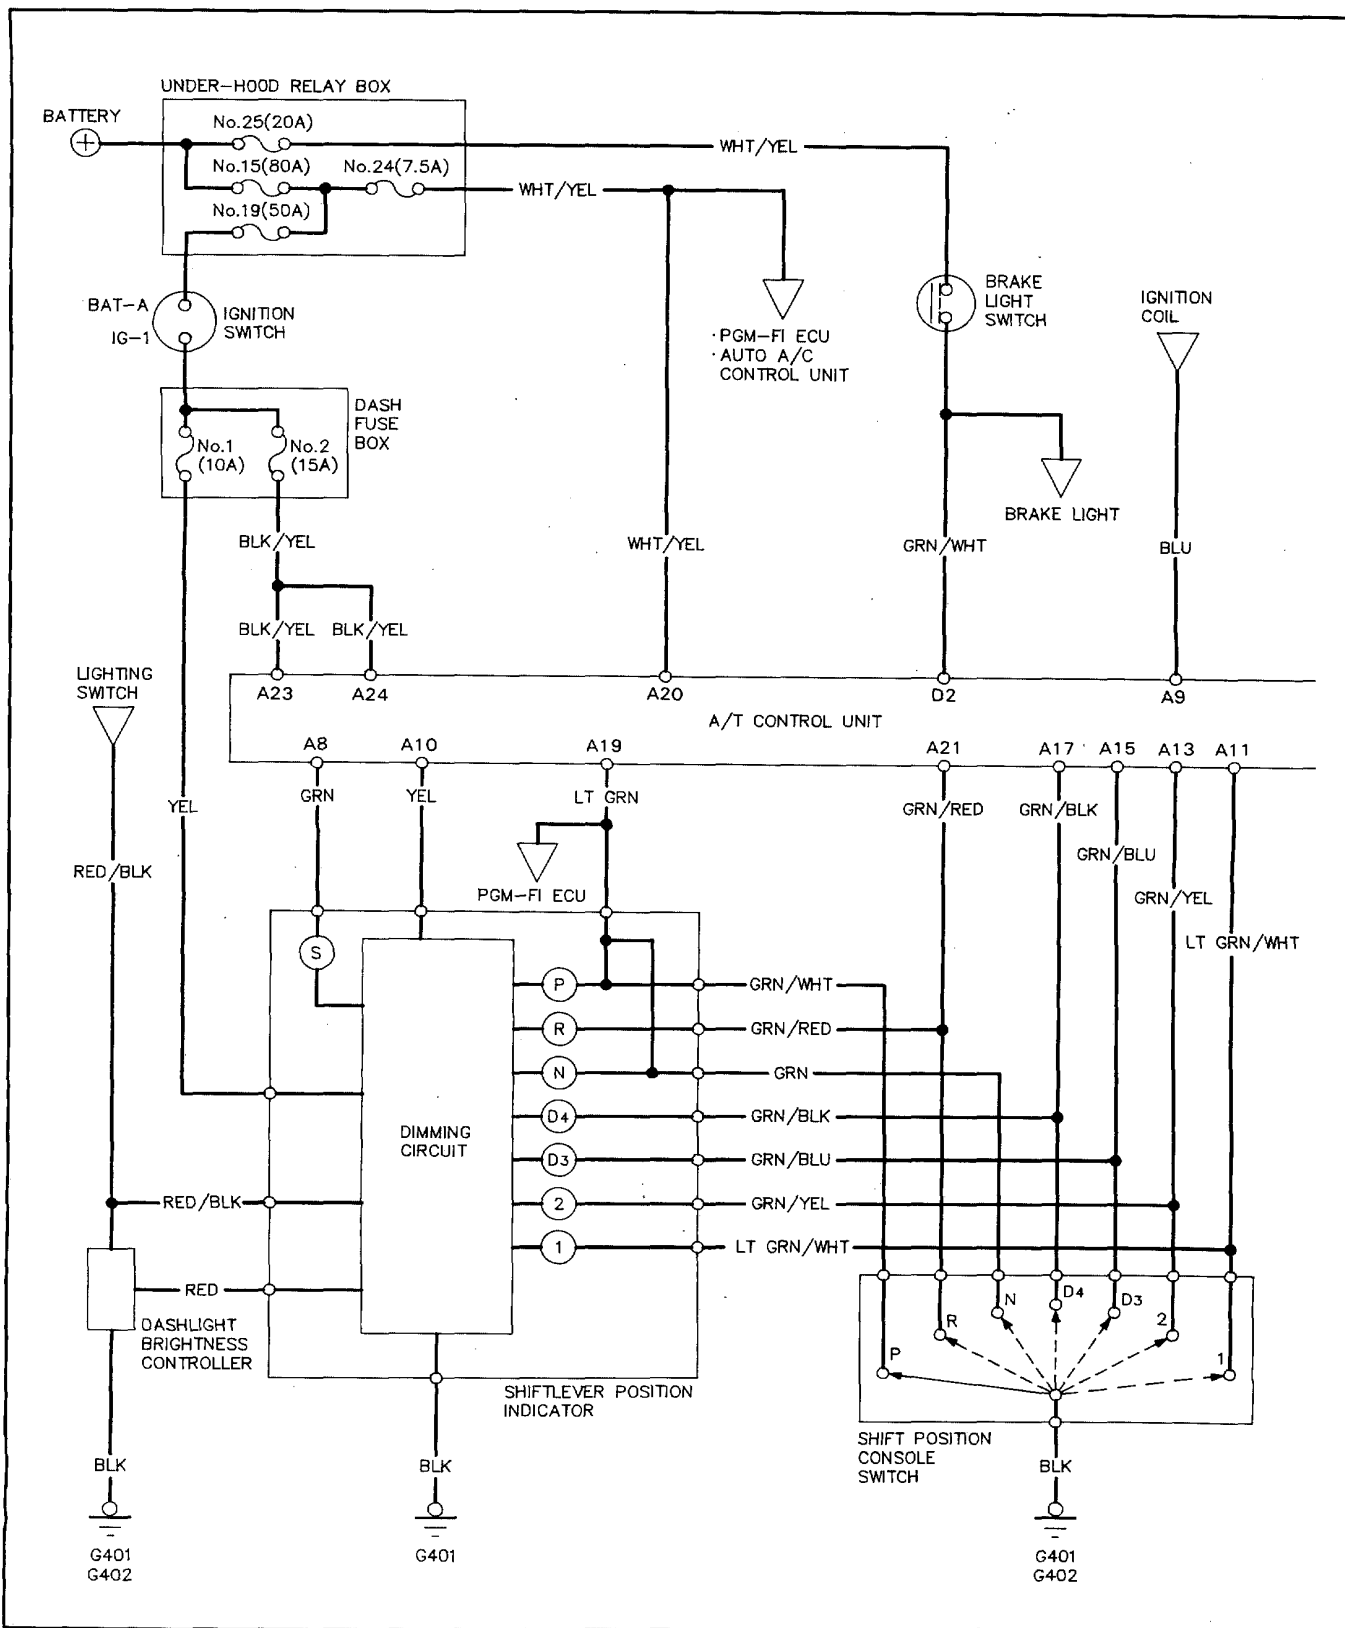 UNDER-HOOD RELAY BOX
BATTERY
+
No.25(20A)
No.15(80A)
No.24(7.5A)
No.19(50A)
WHT/YEL
WHT/YEL
BAT-A
IG-1
IGNITION
SWITCH
·PGM-FI ECU
·AUTO A/C
CONTROL UNIT
BRAKE
LIGHT
SWITCH
IGNITION
COIL
DASH
FUSE
BOX
No.1
(10A)
No.2
(15A)
BRAKE LIGHT
BLK/YEL
WHT/YEL
GRN/WHT
BLU
BLK/YEL
BLK/YEL
LIGHTING
SWITCH
A23
A24
A20
D2
A9
A/T CONTROL UNIT
A8
A10
A19
A21
A17
A15
A13
A11
YEL
GRN
YEL
LT GRN
GRN/RED
GRN/BLK
GRN/BLU
GRN/YEL
LT GRN/WHT
RED/BLK
PGM-FI ECU
S
P
GRN/WHT
R
GRN/RED
N
GRN
D4
GRN/BLK
D3
GRN/BLU
2
GRN/YEL
1
LT GRN/WHT
DIMMING
CIRCUIT
RED/BLK
RED
DASHLIGHT
BRIGHTNESS
CONTROLLER
SHIFTLEVER POSITION
INDICATOR
P
R
N
D4
D3
2
1
SHIFT POSITION
CONSOLE
SWITCH
BLK
BLK
BLK
G401
G402
G401
G401
G402